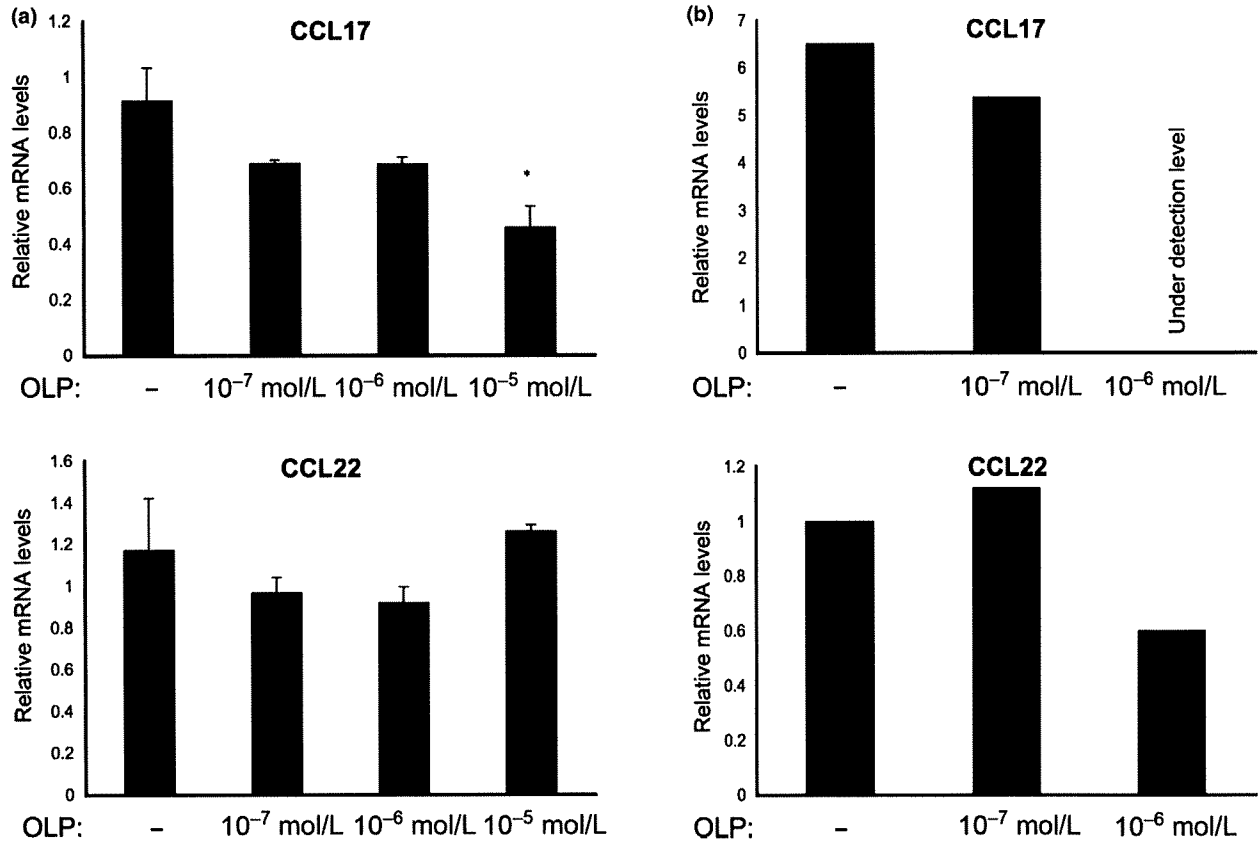 (a)
CCL17
Relative mRNA levels
1.2
1
0.8
0.6
0.4
0.2
0
*
OLP: – 10⁻⁷ mol/L 10⁻⁶ mol/L 10⁻⁵ mol/L
CCL22
Relative mRNA levels
1.6
1.4
1.2
1
0.8
0.6
0.4
0.2
0
OLP: – 10⁻⁷ mol/L 10⁻⁶ mol/L 10⁻⁵ mol/L
(b)
CCL17
Relative mRNA levels
7
6
5
4
3
2
1
0
Under detection level
OLP: – 10⁻⁷ mol/L 10⁻⁶ mol/L
CCL22
Relative mRNA levels
1.2
1
0.8
0.6
0.4
0.2
0
OLP: – 10⁻⁷ mol/L 10⁻⁶ mol/L